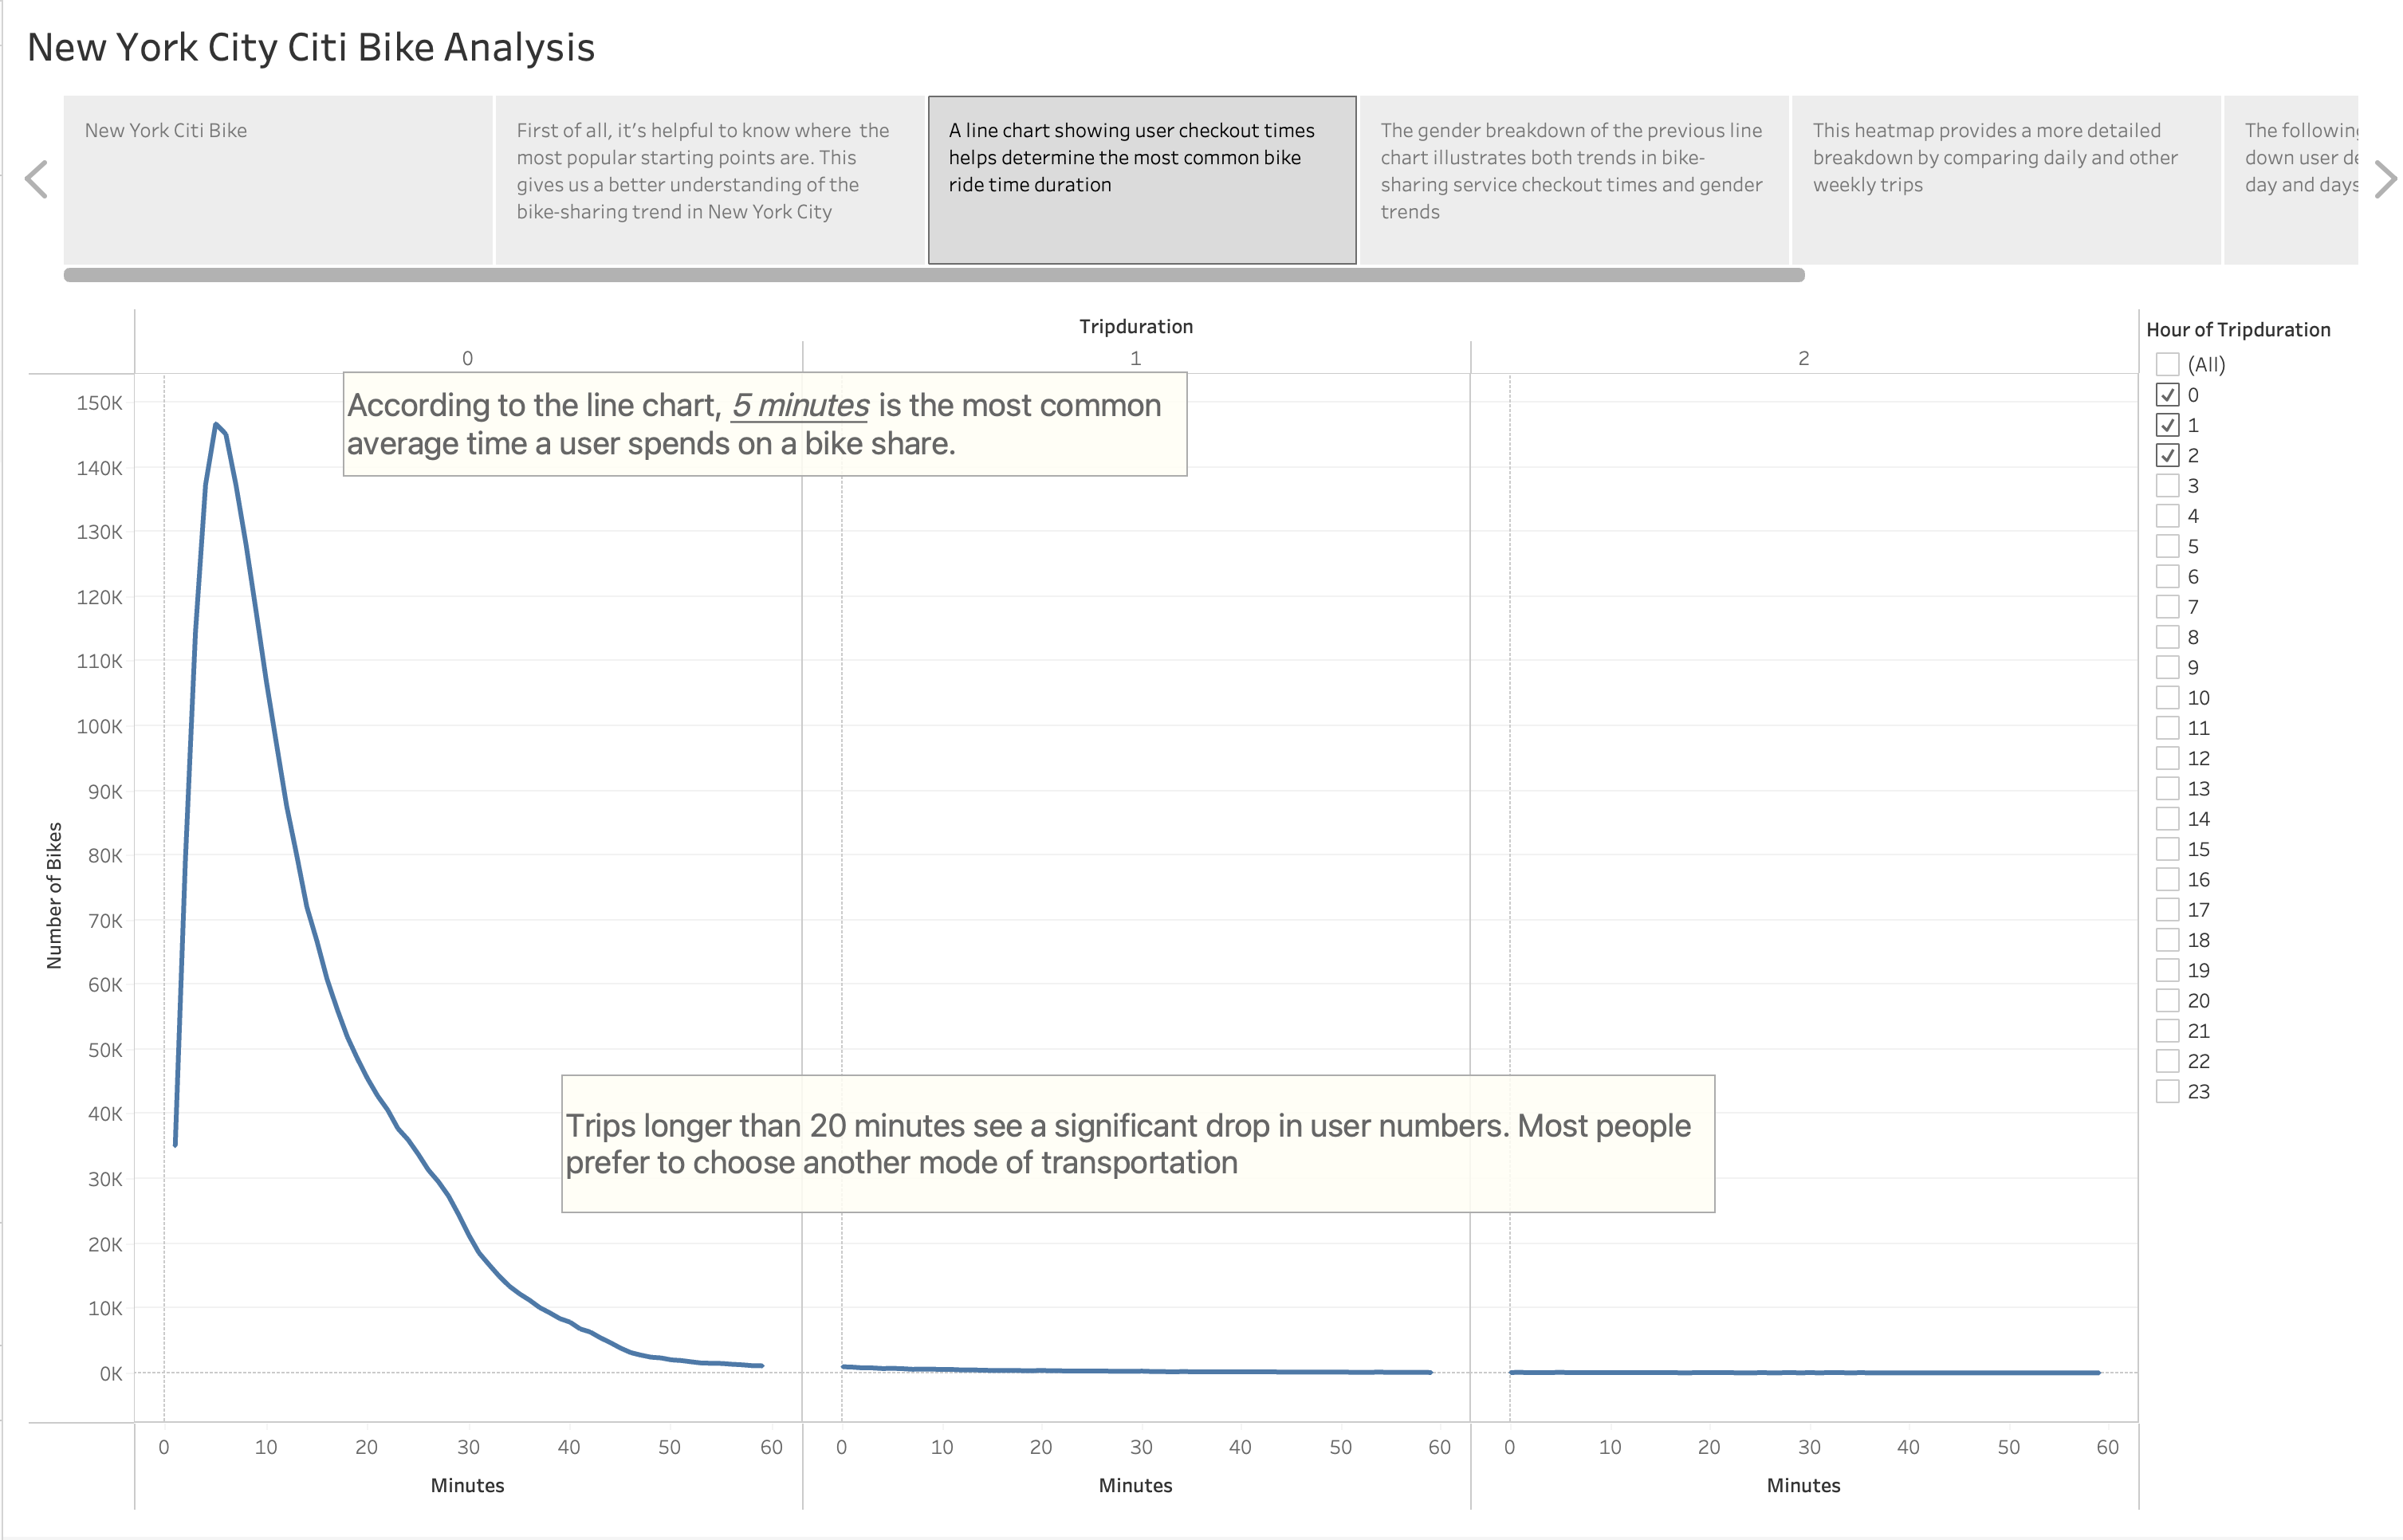 New York City Citi Bike Analysis
New York Citi Bike
First of all, it's helpful to know where the
most popular starting points are. This
gives us a better understanding of the
bike-sharing trend in New York City
A line chart showing user checkout times
helps determine the most common bike
ride time duration
The gender breakdown of the previous line
chart illustrates both trends in bike-
sharing service checkout times and gender
trends
This heatmap provides a more detailed
breakdown by comparing daily and other
weekly trips
The following
down user de
day and days
Tripduration
0 1 2
According to the line chart, 5 minutes is the most common
average time a user spends on a bike share.
Trips longer than 20 minutes see a significant drop in user numbers. Most people
prefer to choose another mode of transportation
Number of Bikes
150K
140K
130K
120K
110K
100K
90K
80K
70K
60K
50K
40K
30K
20K
10K
0K
0 10 20 30 40 50 60 0 10 20 30 40 50 60 0 10 20 30 40 50 60
Minutes Minutes Minutes
Hour of Tripduration
(All)
0
1
2
3
4
5
6
7
8
9
10
11
12
13
14
15
16
17
18
19
20
21
22
23